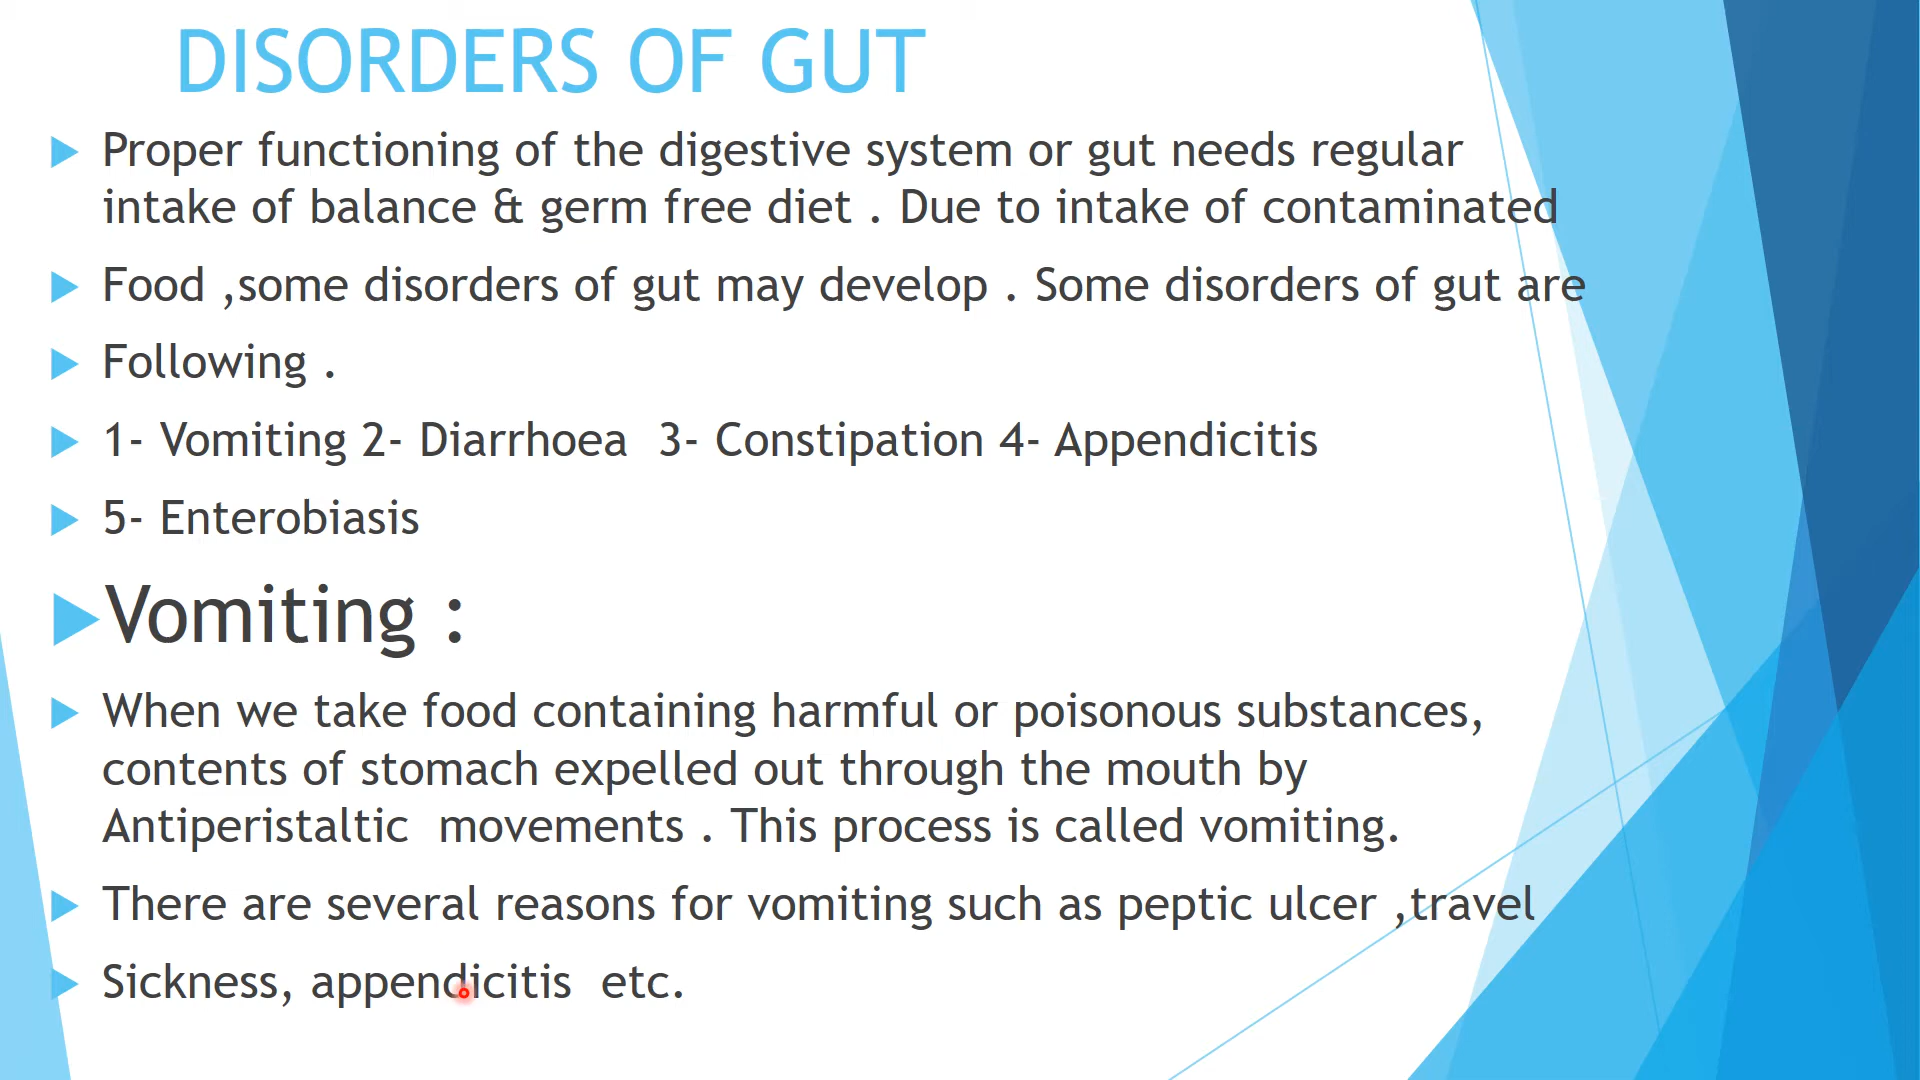 DISORDERS OF GUT
Proper functioning of the digestive system or gut needs regular
intake of balance & germ free diet . Due to intake of contaminated
Food ,some disorders of gut may develop . Some disorders of gut are
Following .
1- Vomiting 2- Diarrhoea  3- Constipation 4- Appendicitis
5- Enterobiasis
Vomiting :
When we take food containing harmful or poisonous substances,
contents of stomach expelled out through the mouth by
Antiperistaltic  movements . This process is called vomiting.
There are several reasons for vomiting such as peptic ulcer ,travel
Sickness, appendicitis  etc.